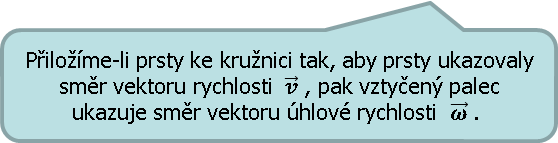 Přiložíme-li prsty ke kružnici tak, aby prsty ukazovaly
směr vektoru rychlosti v⃗ , pak vztyčený palec
ukazuje směr vektoru úhlové rychlosti ω⃗ .